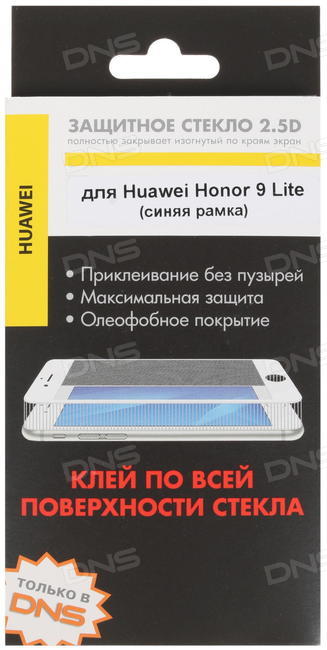 ЗАЩИТНОЕ СТЕКЛО 2.5D
полностью закрывает изогнутый по краям экран
HUAWEI
для Huawei Honor 9 Lite
(синяя рамка)
• Приклеивание без пузырей
• Максимальная защита
• Олеофобное покрытие
КЛЕЙ ПО ВСЕЙ
ПОВЕРХНОСТИ СТЕКЛА
только в
DNS